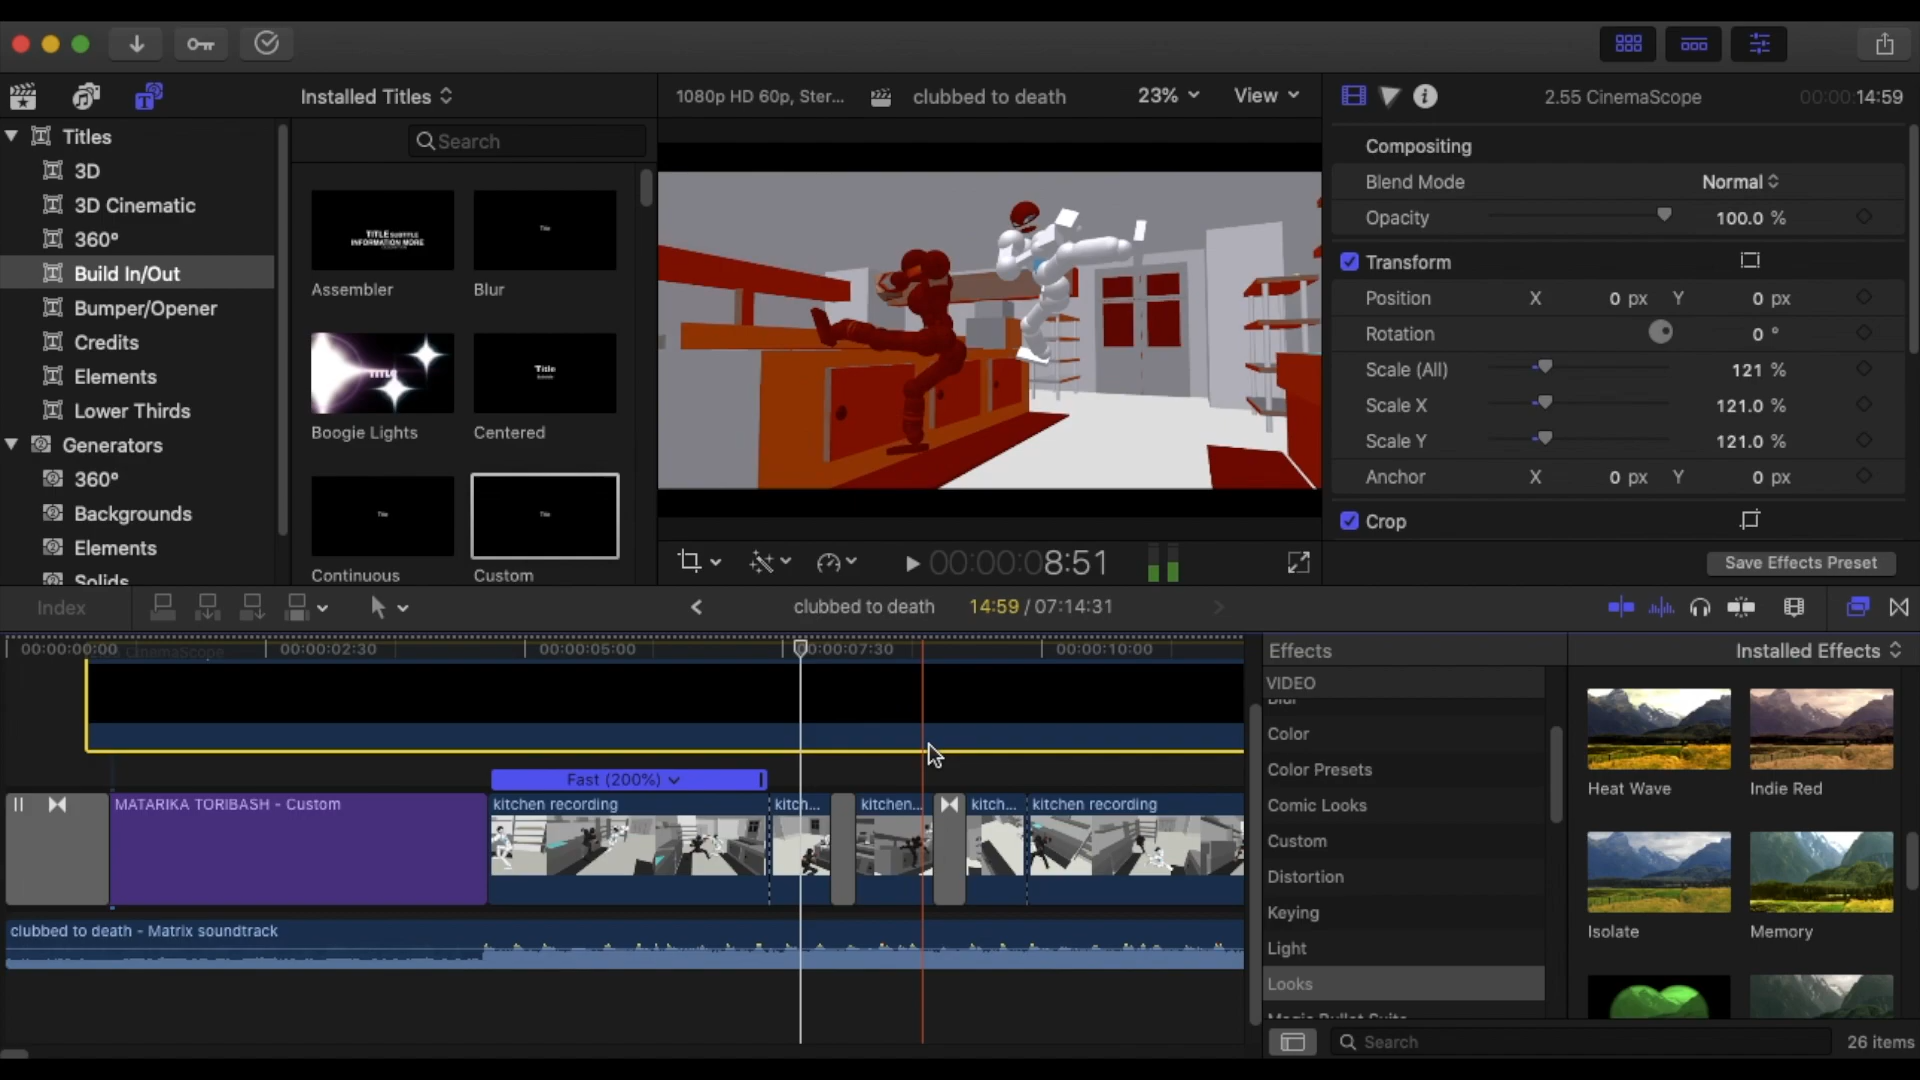 Installed Titles
1080p HD 60p, Ster...
clubbed to death
23%
View
2.55 CinemaScope
00:00:14:59
Titles
3D
3D Cinematic
360°
Build In/Out
Bumper/Opener
Credits
Elements
Lower Thirds
Generators
360°
Backgrounds
Elements
Solids
Search
TITLE SUBTITLE
INFORMATION MORE
Assembler
Title
Blur
TITLE
Boogie Lights
Title
Centered
Title
Continuous
Title
Custom
Compositing
Blend Mode Normal
Opacity 100.0 %
Transform
Position X 0 px Y 0 px
Rotation 0 °
Scale (All) 121 %
Scale X 121.0 %
Scale Y 121.0 %
Anchor X 0 px Y 0 px
Crop
Save Effects Preset
00:00:08:51
Index
clubbed to death 14:59 / 07:14:31
00:00:00:00
00:00:02:30
00:00:05:00
00:00:07:30
00:00:10:00
CinemaScope
Fast (200%)
MATARIKA TORIBASH - Custom
kitchen recording
kitch...
kitchen...
kitch...
kitchen recording
clubbed to death - Matrix soundtrack
Effects
Installed Effects
VIDEO
Blur
Color
Color Presets
Comic Looks
Custom
Distortion
Keying
Light
Looks
Magic Bullet Suite
Heat Wave
Indie Red
Isolate
Memory
Search
26 items